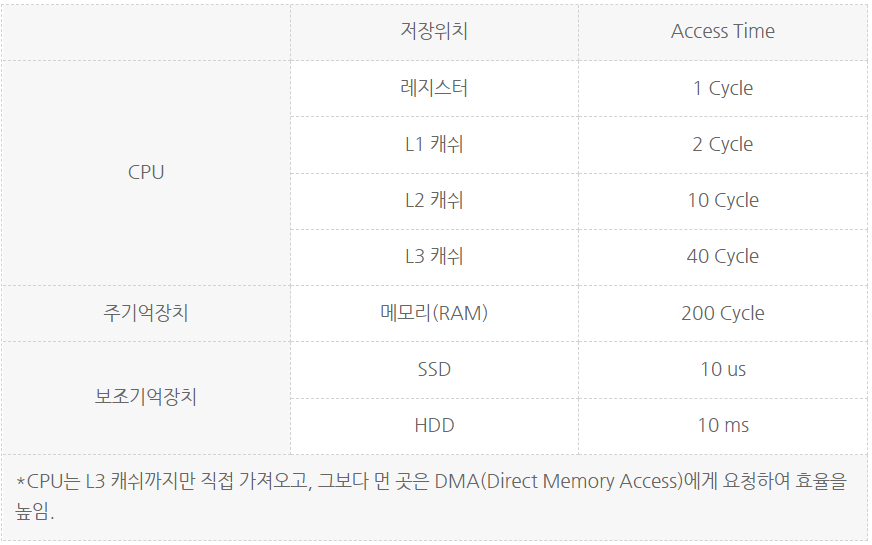 저장위치 Access Time
레지스터 1 Cycle
L1 캐쉬 2 Cycle
CPU
L2 캐쉬 10 Cycle
L3 캐쉬 40 Cycle
주기억장치 메모리(RAM) 200 Cycle
SSD 10 us
보조기억장치
HDD 10 ms
*CPU는 L3 캐쉬까지만 직접 가져오고, 그보다 먼 곳은 DMA(Direct Memory Access)에게 요청하여 효율을
높임.